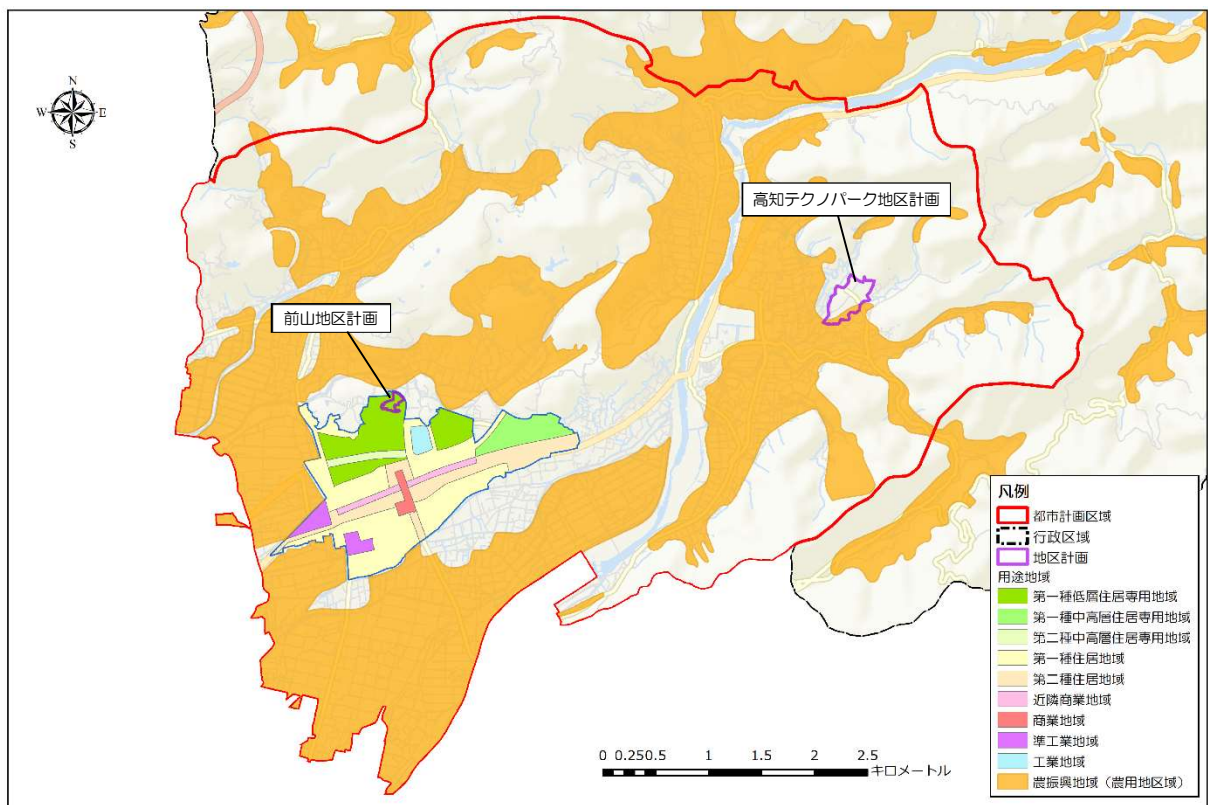 N
W
E
S
高知テクノパーク地区計画
前山地区計画
凡例
都市計画区域
行政区域
地区計画
用途地域
第一種低層住居専用地域
第一種中高層住居専用地域
第二種中高層住居専用地域
第一種住居地域
第二種住居地域
近隣商業地域
商業地域
準工業地域
工業地域
農振興地域（農用地区域）
0 0.250.5 1 1.5 2 2.5
キロメートル